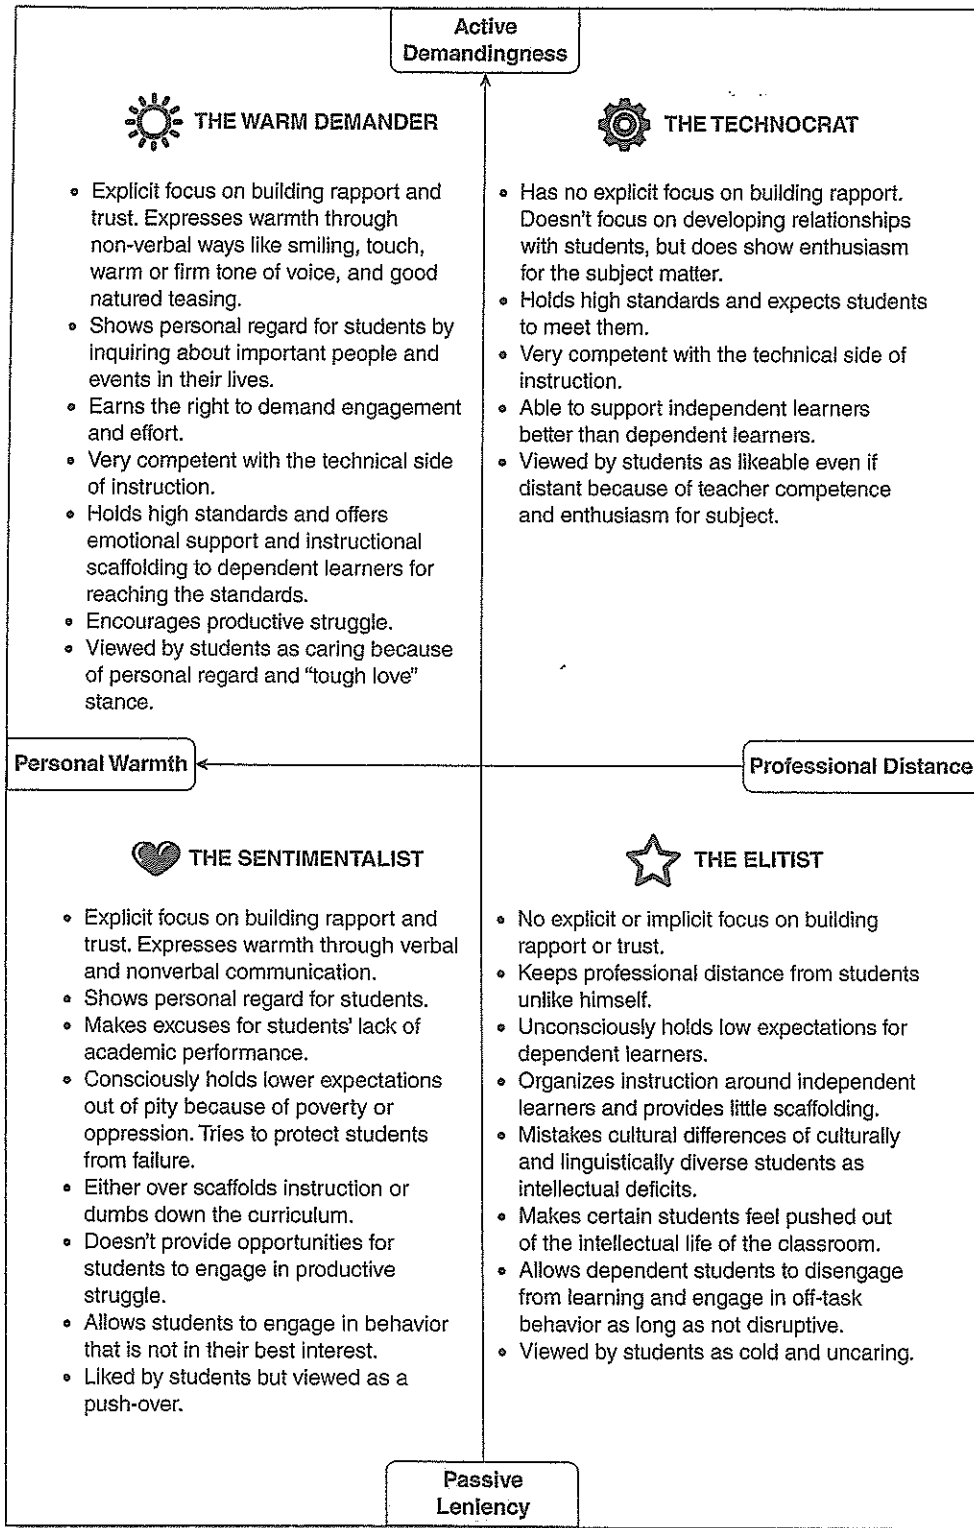 Active
Demandingness
THE WARM DEMANDER
• Explicit focus on building rapport and
trust. Expresses warmth through
non-verbal ways like smiling, touch,
warm or firm tone of voice, and good
natured teasing.
• Shows personal regard for students by
inquiring about important people and
events in their lives.
• Earns the right to demand engagement
and effort.
• Very competent with the technical side
of instruction.
• Holds high standards and offers
emotional support and instructional
scaffolding to dependent learners for
reaching the standards.
• Encourages productive struggle.
• Viewed by students as caring because
of personal regard and “tough love”
stance.
THE TECHNOCRAT
• Has no explicit focus on building rapport.
Doesn't focus on developing relationships
with students, but does show enthusiasm
for the subject matter.
• Holds high standards and expects students
to meet them.
• Very competent with the technical side of
instruction.
• Able to support independent learners
better than dependent learners.
• Viewed by students as likeable even if
distant because of teacher competence
and enthusiasm for subject.
Personal Warmth
Professional Distance
THE SENTIMENTALIST
• Explicit focus on building rapport and
trust. Expresses warmth through verbal
and nonverbal communication.
• Shows personal regard for students.
• Makes excuses for students' lack of
academic performance.
• Consciously holds lower expectations
out of pity because of poverty or
oppression. Tries to protect students
from failure.
• Either over scaffolds instruction or
dumbs down the curriculum.
• Doesn't provide opportunities for
students to engage in productive
struggle.
• Allows students to engage in behavior
that is not in their best interest.
• Liked by students but viewed as a
push-over.
THE ELITIST
• No explicit or implicit focus on building
rapport or trust.
• Keeps professional distance from students
unlike himself.
• Unconsciously holds low expectations for
dependent learners.
• Organizes instruction around independent
learners and provides little scaffolding.
• Mistakes cultural differences of culturally
and linguistically diverse students as
intellectual deficits.
• Makes certain students feel pushed out
of the intellectual life of the classroom.
• Allows dependent students to disengage
from learning and engage in off-task
behavior as long as not disruptive.
• Viewed by students as cold and uncaring.
Passive
Leniency